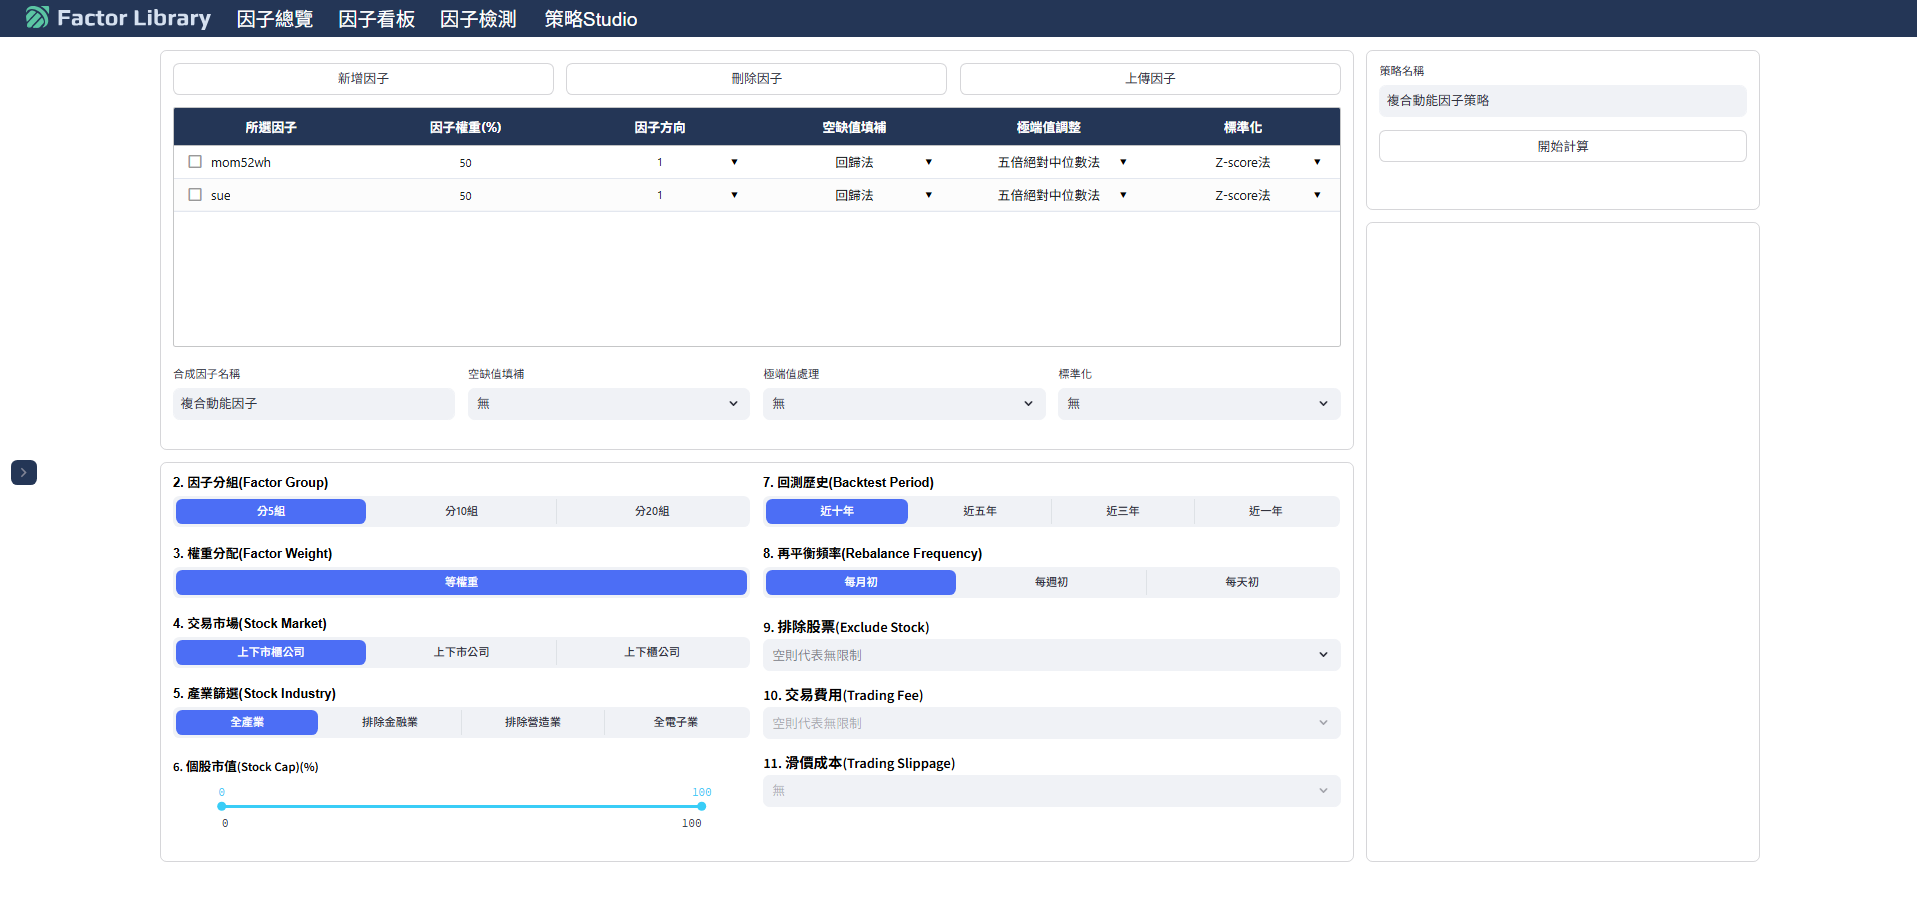 Factor Library 因子總覽 因子看板 因子檢測 策略Studio
新增因子 刪除因子 上傳因子
所選因子 因子權重(%) 因子方向 空缺值填補 極端值調整 標準化
mom52wh 50 1 ▼ 回歸法 ▼ 五倍絕對中位數法 ▼ Z-score法 ▼
sue 50 1 ▼ 回歸法 ▼ 五倍絕對中位數法 ▼ Z-score法 ▼
合成因子名稱 空缺值填補 極端值處理 標準化
複合動能因子 無 無 無
策略名稱
複合動能因子策略
開始計算
2. 因子分組(Factor Group)
分5組 分10組 分20組
3. 權重分配(Factor Weight)
等權重
4. 交易市場(Stock Market)
上下市櫃公司 上下市公司 上下櫃公司
5. 產業篩選(Stock Industry)
全產業 排除金融業 排除營造業 全電子業
6. 個股市值(Stock Cap)(%)
0 100
0 100
7. 回測歷史(Backtest Period)
近十年 近五年 近三年 近一年
8. 再平衡頻率(Rebalance Frequency)
每月初 每週初 每天初
9. 排除股票(Exclude Stock)
空則代表無限制
10. 交易費用(Trading Fee)
空則代表無限制
11. 滑價成本(Trading Slippage)
無